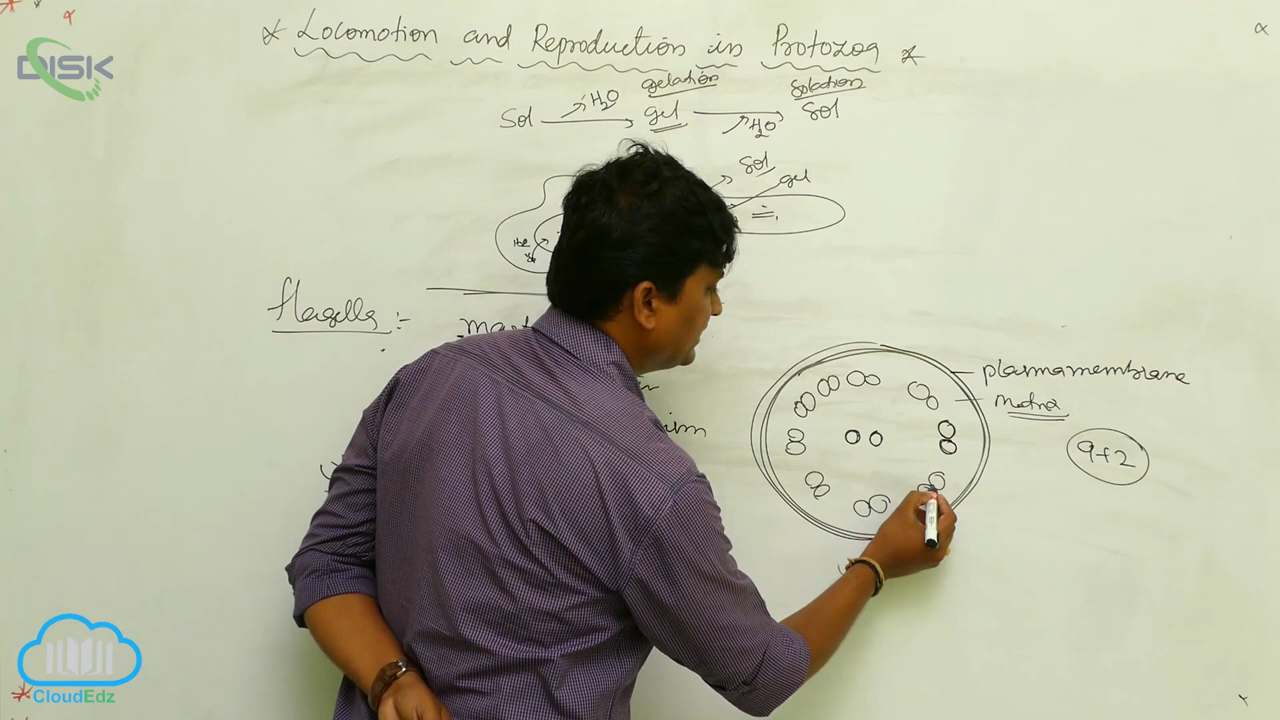 Locomotion and Reproduction in Protozoa
DISK
gelation
solation
Sol → H2O gel → H2O Sol
Sol
gel
flagella :-
plasmamembrane
matrix
9+2
CloudEdz